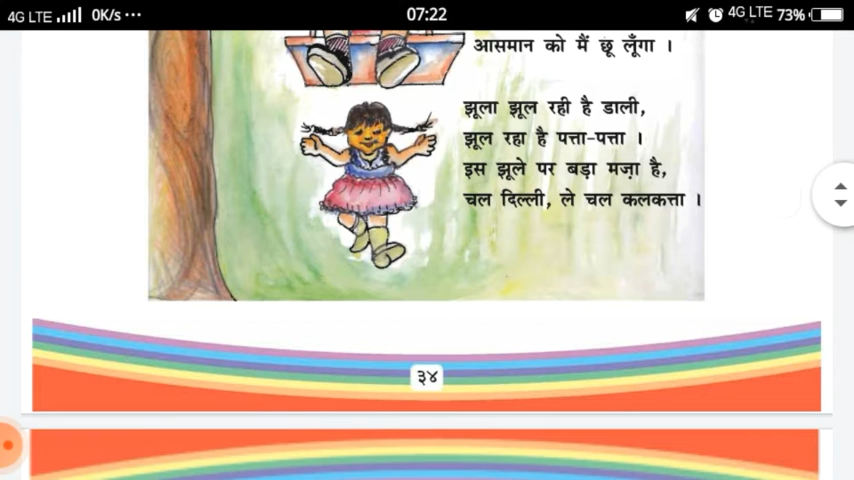 4G LTE 0K/s ··· 07:22 4G LTE 73%
आसमान को मैं छू लूँगा ।
झूला झूल रही है डाली,
झूल रहा है पत्ता-पत्ता ।
इस झूले पर बड़ा मज़ा है,
चल दिल्ली, ले चल कलकत्ता ।
३४